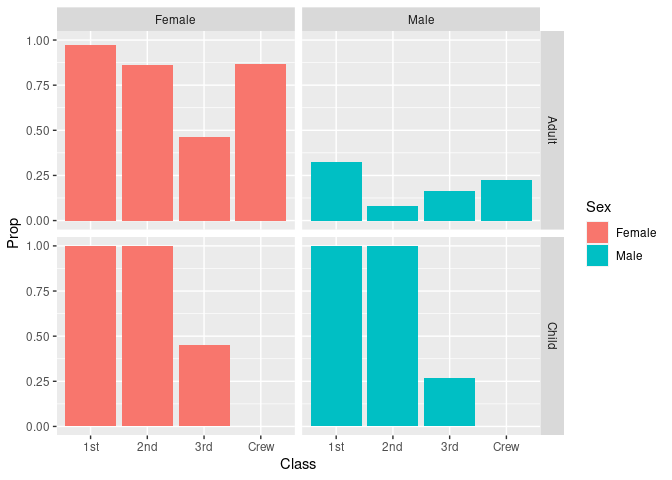 Female Male
1.00
0.75
0.50
0.25
0.00
Adult
1.00
0.75
0.50
0.25
0.00
Child
Prop
1st 2nd 3rd Crew 1st 2nd 3rd Crew
Class
Sex
Female
Male